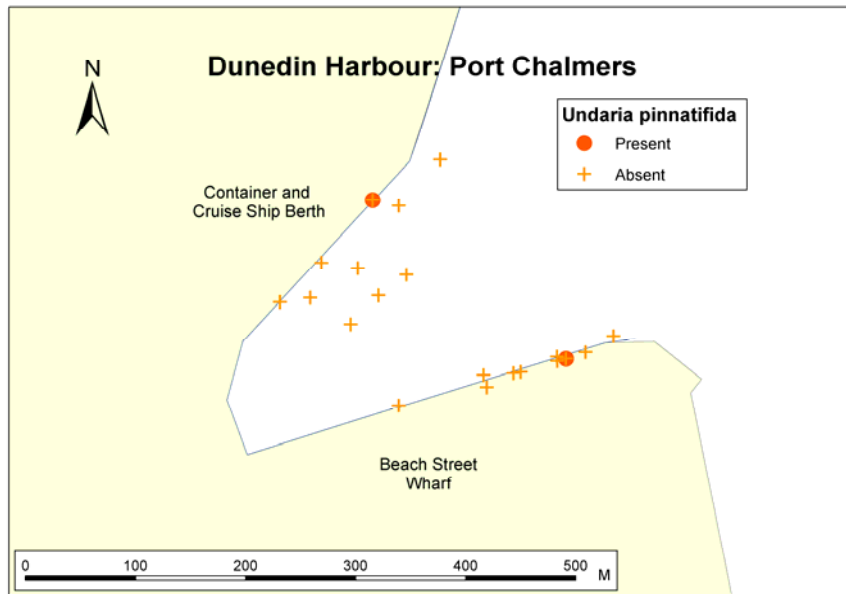 Dunedin Harbour: Port Chalmers
N
Undaria pinnatifida
Present
Absent
Container and
Cruise Ship Berth
Beach Street
Wharf
0 100 200 300 400 500 M